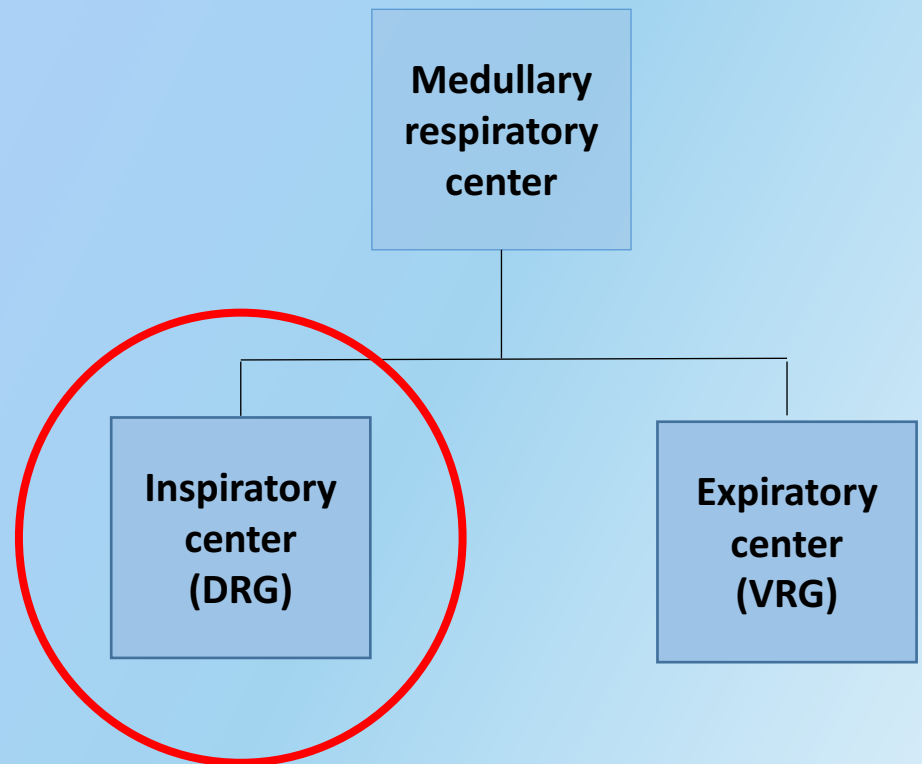 Medullary
respiratory
center
Inspiratory
center
(DRG)
Expiratory
center
(VRG)